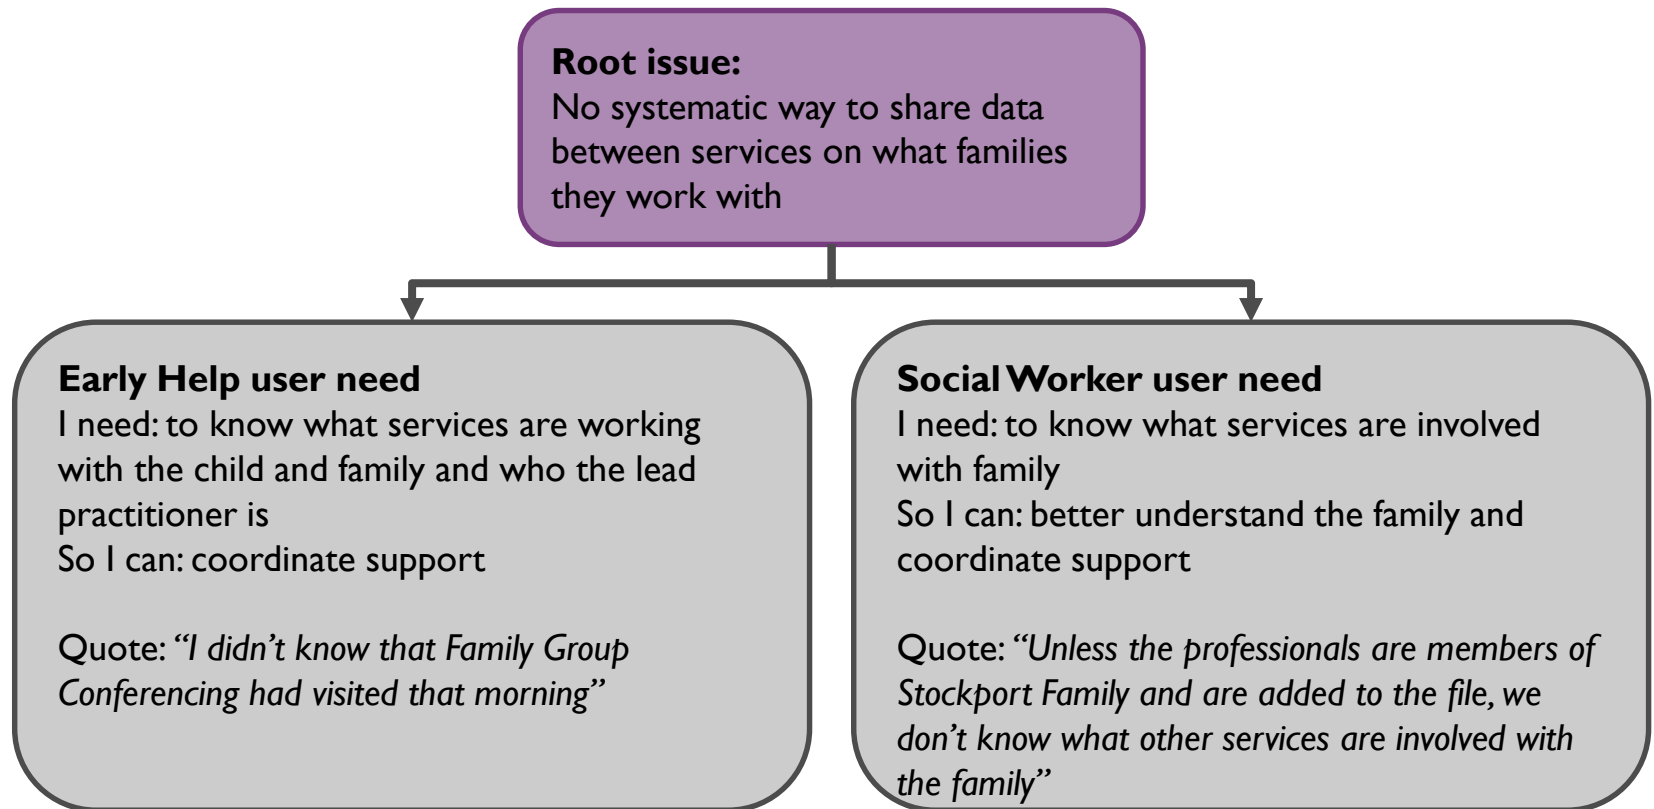 Root issue:
No systematic way to share data
between services on what families
they work with
Early Help user need
I need: to know what services are working
with the child and family and who the lead
practitioner is
So I can: coordinate support
Quote: “I didn’t know that Family Group
Conferencing had visited that morning”
Social Worker user need
I need: to know what services are involved
with family
So I can: better understand the family and
coordinate support
Quote: “Unless the professionals are members of
Stockport Family and are added to the file, we
don’t know what other services are involved with
the family”